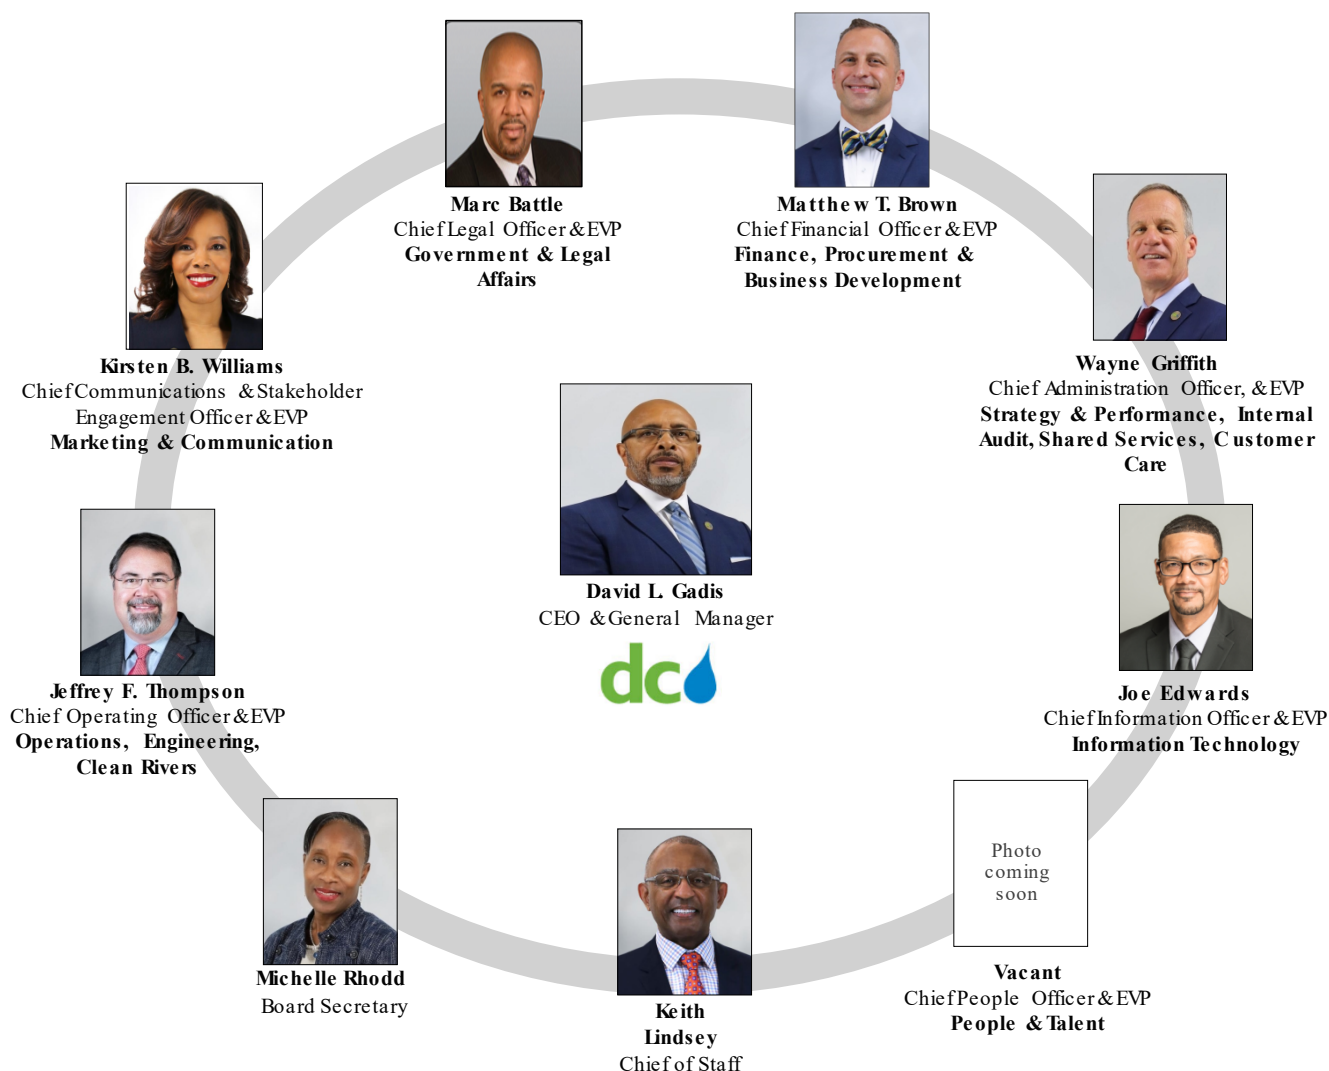 Marc Battle
Chief Legal Officer & EVP
Government & Legal
Affairs
Matthew T. Brown
Chief Financial Officer & EVP
Finance, Procurement &
Business Development
Kirsten B. Williams
Chief Communications & Stakeholder
Engagement Officer & EVP
Marketing & Communication
Wayne Griffith
Chief Administration Officer, & EVP
Strategy & Performance, Internal
Audit, Shared Services, Customer
Care
David L. Gadis
CEO & General Manager
dc
Jeffrey F. Thompson
Chief Operating Officer & EVP
Operations, Engineering,
Clean Rivers
Joe Edwards
Chief Information Officer & EVP
Information Technology
Michelle Rhodd
Board Secretary
Keith
Lindsey
Chief of Staff
Photo
coming
soon
Vacant
Chief People Officer & EVP
People & Talent